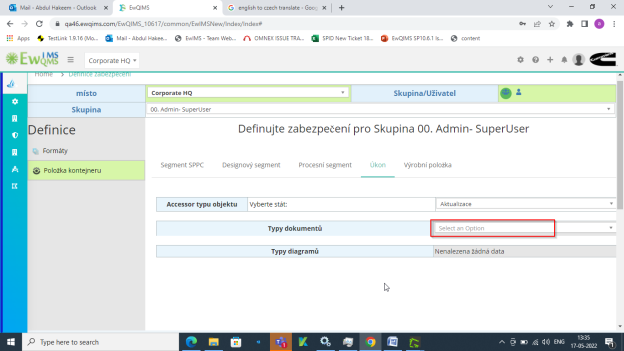 Mail - Abdul Hakeem - Outlook
EwQIMS
english to czech translate - Goo
qa46.ewqims.com/EwQIMS_10617/common/EwIMSNew/Index/Index#
Apps
TestLink 1.9.16 (Mo...
Mail - Abdul Hakee...
EwIMS - Team Web...
OMNEX ISSUE TRA...
SPID New Ticket 18...
EwQIMS SP10.6.1 Is...
content
EwQIMS
Corporate HQ
Home > Definice zabezpečení
místo
Corporate HQ
Skupina/Uživatel
Skupina
00. Admin- SuperUser
Definice
Formáty
Položka kontejneru
Definujte zabezpečení pro Skupina 00. Admin- SuperUser
Segment SPPC
Designový segment
Procesní segment
Úkon
Výrobní položka
Accessor typu objektu
Vyberte stát:
Aktualizace
Typy dokumentů
Select an Option
Typy diagramů
Nenalezena žádná data
Type here to search
ENG
13:35
17-05-2022